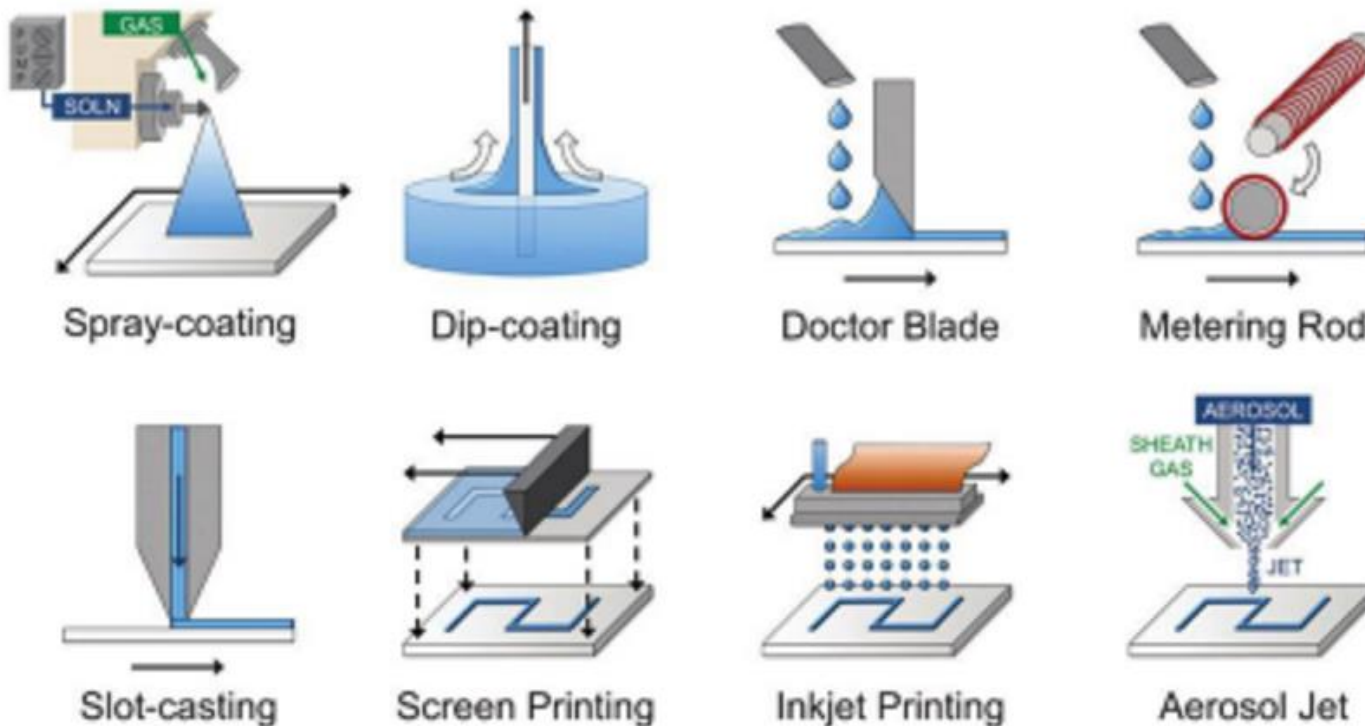 GAS
SOLN
Spray-coating
Dip-coating
Doctor Blade
Metering Rod
AEROSOL
SHEATH
GAS
JET
Slot-casting
Screen Printing
Inkjet Printing
Aerosol Jet